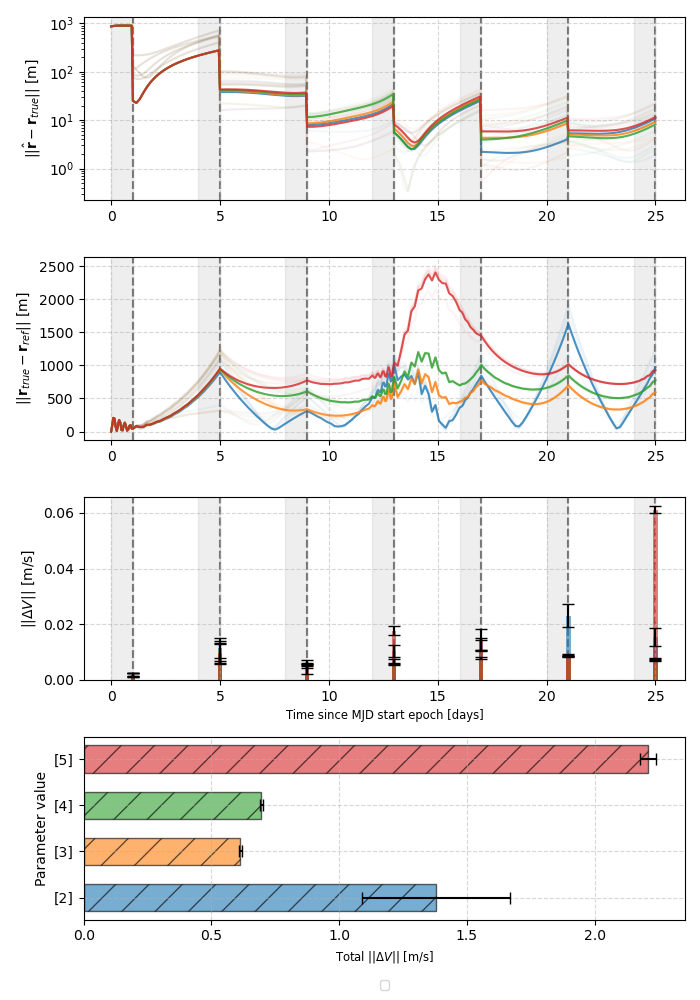 10³
10²
10¹
10⁰
||r̂ − r_true|| [m]
0 5 10 15 20 25
2500
2000
1500
1000
500
0
||r_true − r_ref|| [m]
0 5 10 15 20 25
0.06
0.04
0.02
0.00
||ΔV|| [m/s]
0 5 10 15 20 25
Time since MJD start epoch [days]
[5]
[4]
[3]
[2]
Parameter value
0.0 0.5 1.0 1.5 2.0
Total ||ΔV|| [m/s]